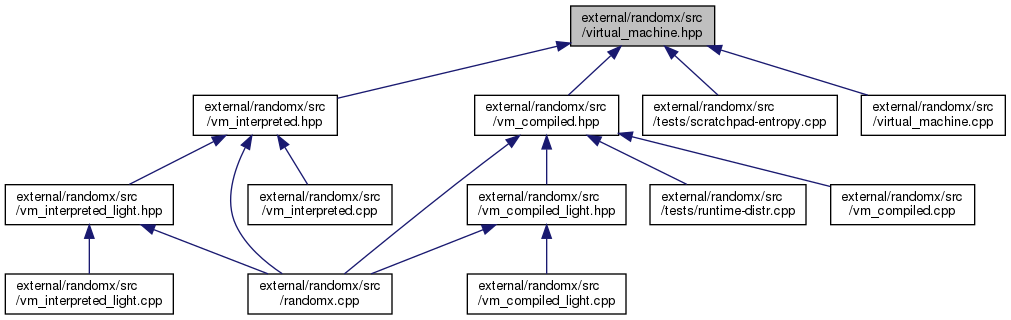 external/randomx/src
/virtual_machine.hpp
external/randomx/src
/vm_interpreted.hpp
external/randomx/src
/vm_compiled.hpp
external/randomx/src
/tests/scratchpad-entropy.cpp
external/randomx/src
/virtual_machine.cpp
external/randomx/src
/vm_interpreted_light.hpp
external/randomx/src
/vm_interpreted.cpp
external/randomx/src
/vm_compiled_light.hpp
external/randomx/src
/tests/runtime-distr.cpp
external/randomx/src
/vm_compiled.cpp
external/randomx/src
/vm_interpreted_light.cpp
external/randomx/src
/randomx.cpp
external/randomx/src
/vm_compiled_light.cpp